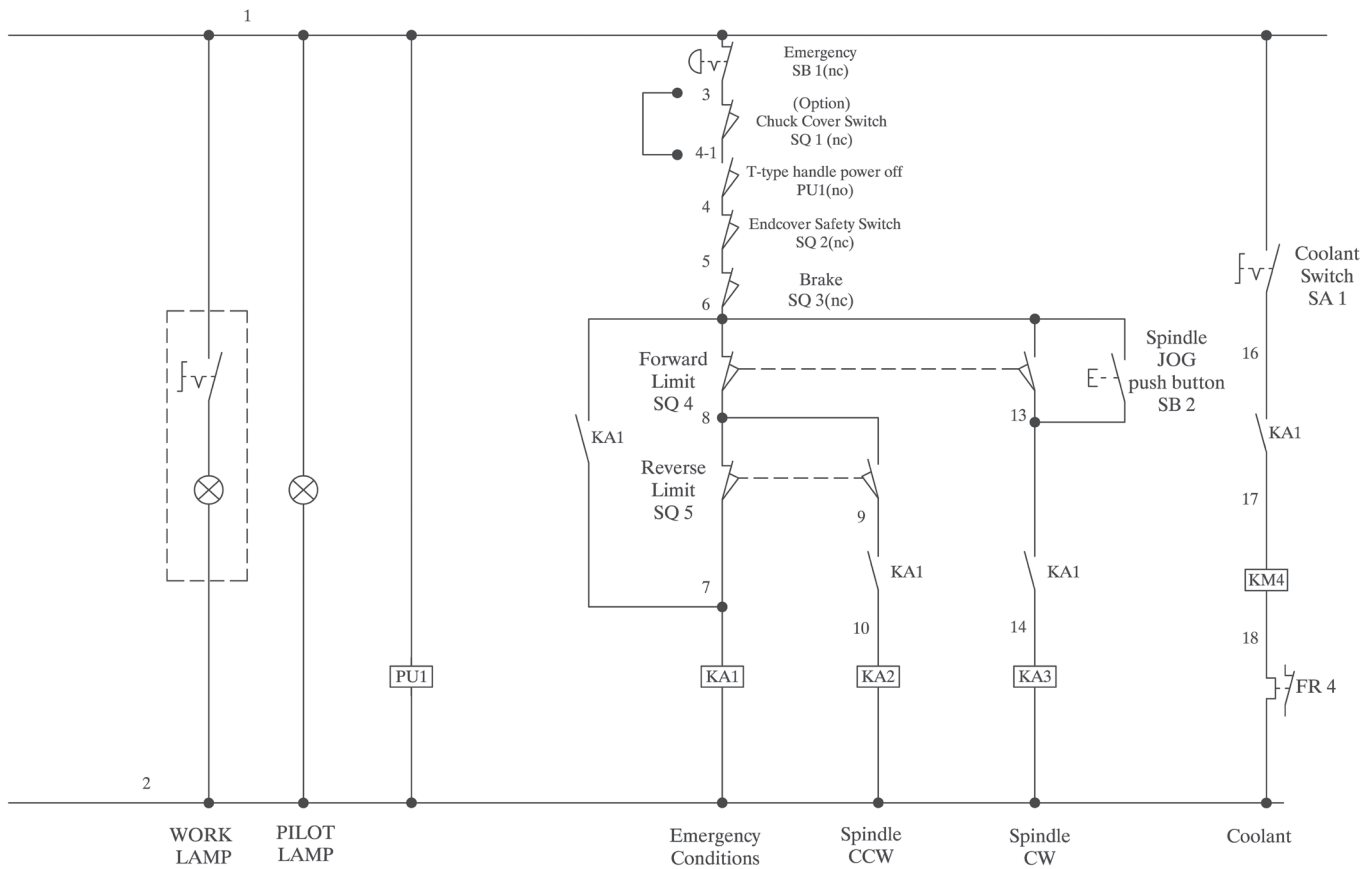 1
Emergency
SB 1(nc)
3
(Option)
Chuck Cover Switch
SQ 1 (nc)
4-1
T-type handle power off
PU1(no)
4
Endcover Safety Switch
SQ 2(nc)
5
Brake
SQ 3(nc)
6
Coolant
Switch
SA 1
Forward
Limit
SQ 4
Spindle
JOG
push button
SB 2
16
8
13
KA1
KA1
Reverse
Limit
SQ 5
9
17
KA1
KA1
KM4
7
10
14
18
PU1
KA1
KA2
KA3
FR 4
2
WORK
LAMP
PILOT
LAMP
Emergency
Conditions
Spindle
CCW
Spindle
CW
Coolant